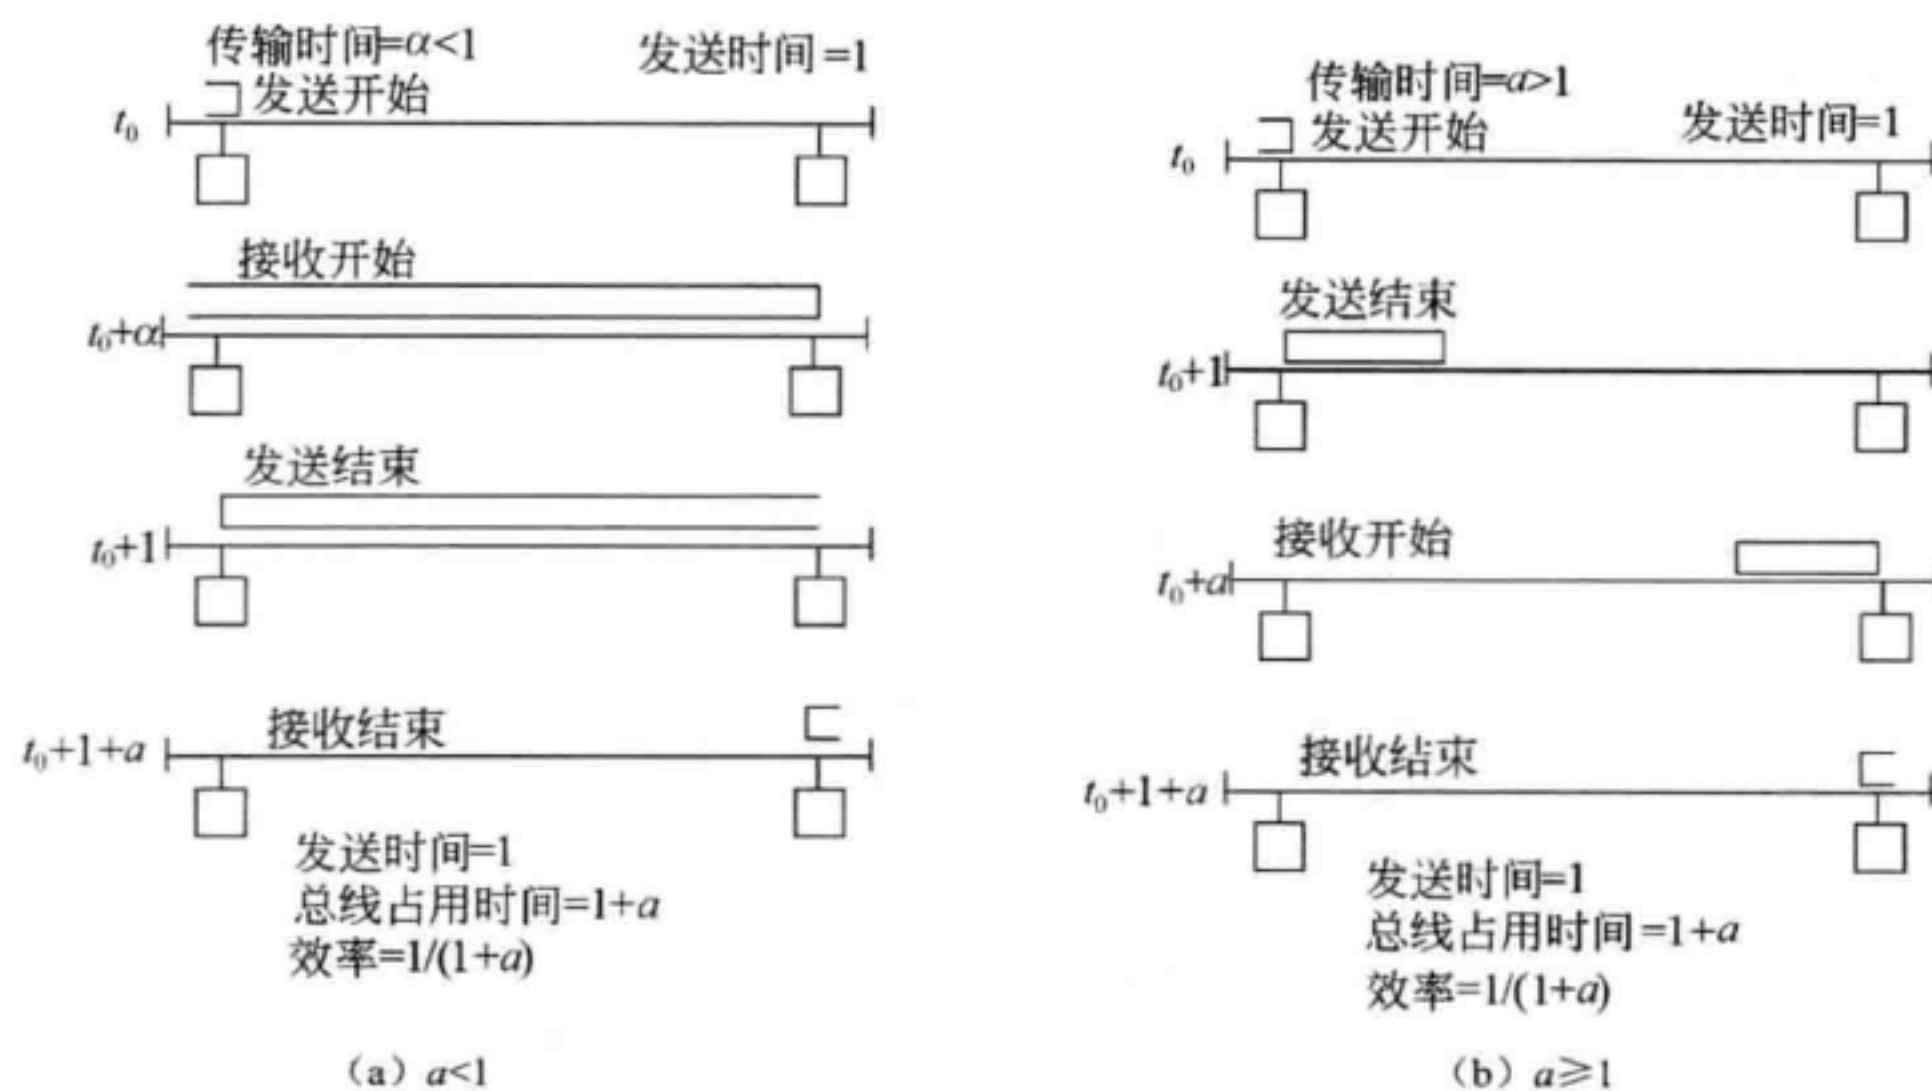 传输时间=α<1
发送时间=1
发送开始
t₀
接收开始
t₀+α
发送结束
t₀+1
接收结束
t₀+1+a
发送时间=1
总线占用时间=1+a
效率=1/(1+a)
（a）a<1
传输时间=a>1
发送时间=1
发送开始
t₀
发送结束
t₀+1
接收开始
t₀+a
接收结束
t₀+1+a
发送时间=1
总线占用时间=1+a
效率=1/(1+a)
（b）a≥1